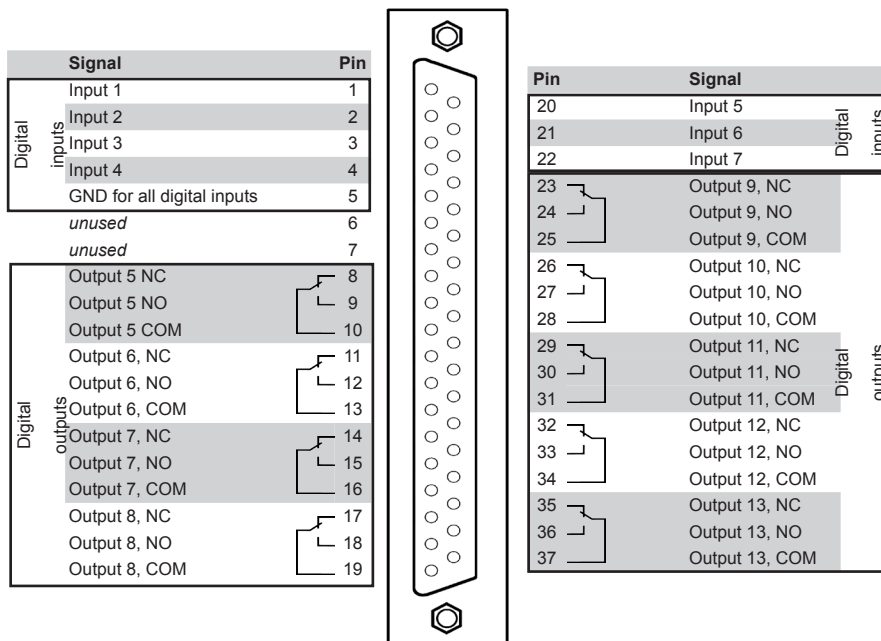 Signal Pin
Digital inputs
Input 1 1
Input 2 2
Input 3 3
Input 4 4
GND for all digital inputs 5
unused 6
unused 7
Digital outputs
Output 5 NC 8
Output 5 NO 9
Output 5 COM 10
Output 6, NC 11
Output 6, NO 12
Output 6, COM 13
Output 7, NC 14
Output 7, NO 15
Output 7, COM 16
Output 8, NC 17
Output 8, NO 18
Output 8, COM 19
Pin Signal
20 Input 5
21 Input 6
22 Input 7
Digital inputs
23 Output 9, NC
24 Output 9, NO
25 Output 9, COM
26 Output 10, NC
27 Output 10, NO
28 Output 10, COM
29 Output 11, NC
30 Output 11, NO
31 Output 11, COM
32 Output 12, NC
33 Output 12, NO
34 Output 12, COM
35 Output 13, NC
36 Output 13, NO
37 Output 13, COM
Digital outputs